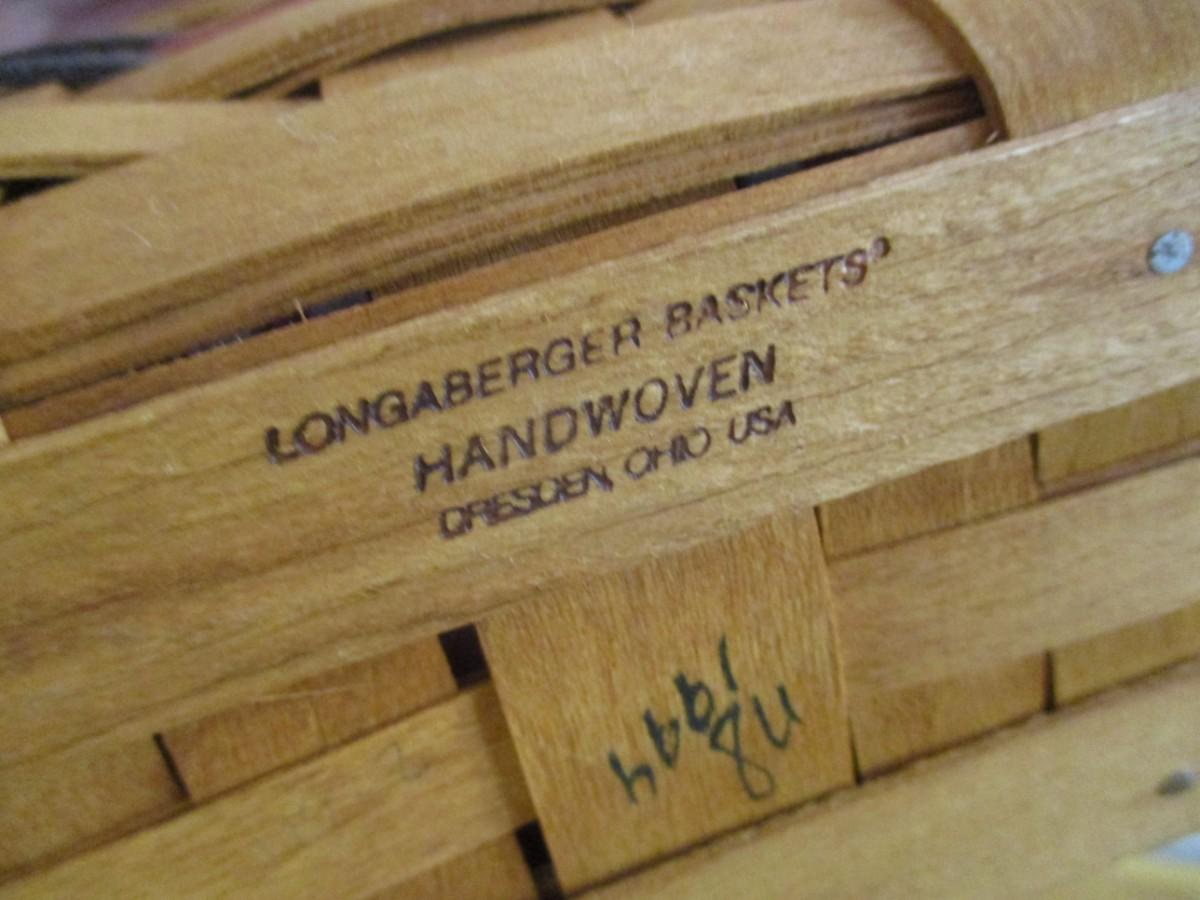 LONGABERGER BASKETS®
HANDWOVEN
DRESDEN, OHIO USA
1994